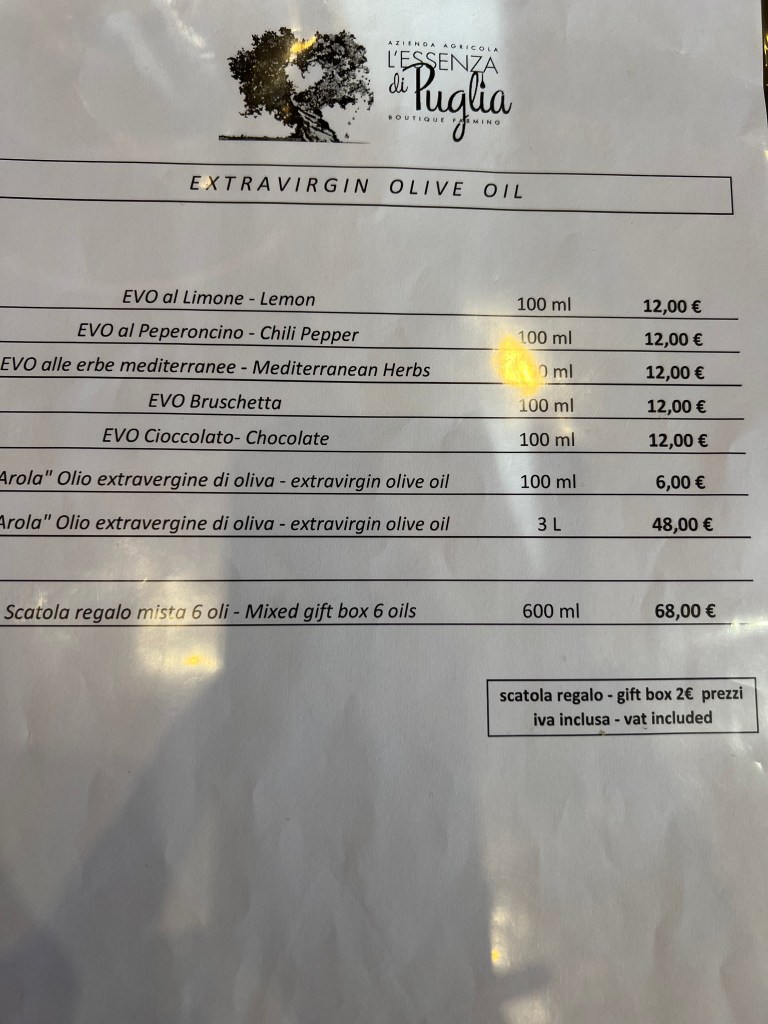 AZIENDA AGRICOLA
L'ESSENZA
di Puglia
BOUTIQUE FARMING
EXTRAVIRGIN OLIVE OIL
EVO al Limone - Lemon 100 ml 12,00 €
EVO al Peperoncino - Chili Pepper 100 ml 12,00 €
EVO alle erbe mediterranee - Mediterranean Herbs ml 12,00 €
EVO Bruschetta 100 ml 12,00 €
EVO Cioccolato- Chocolate 100 ml 12,00 €
Arola" Olio extravergine di oliva - extravirgin olive oil 100 ml 6,00 €
Arola" Olio extravergine di oliva - extravirgin olive oil 3 L 48,00 €
Scatola regalo mista 6 oli - Mixed gift box 6 oils 600 ml 68,00 €
scatola regalo - gift box 2€ prezzi
iva inclusa - vat included